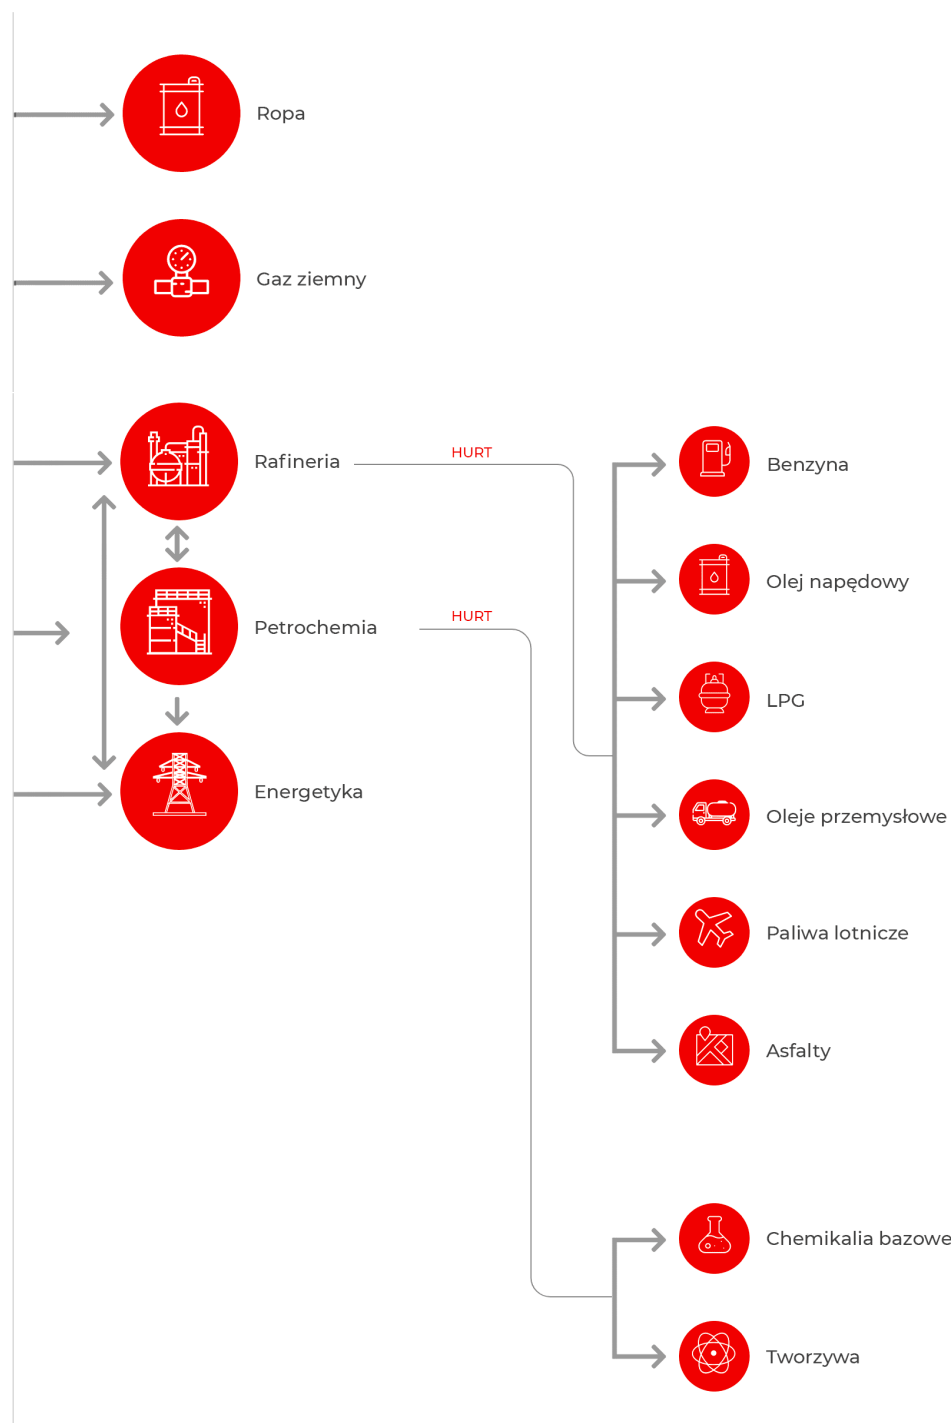 Ropa
Gaz ziemny
Rafineria
HURT
Benzyna
Olej napędowy
HURT
Petrochemia
LPG
Energetyka
Oleje przemysłowe
Paliwa lotnicze
Asfalty
Chemikalia bazowe
Tworzywa